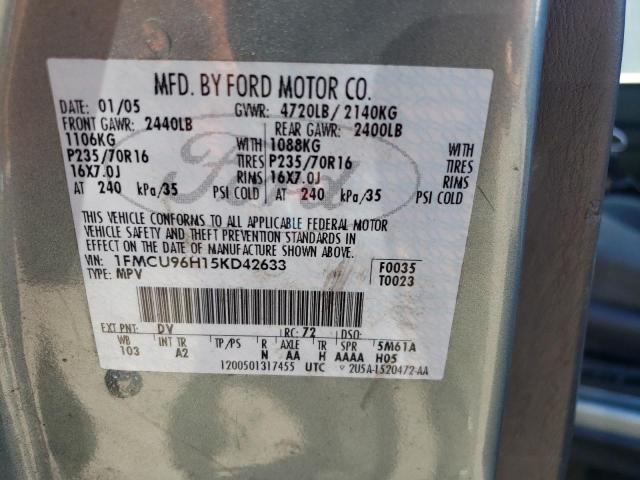 MFD. BY FORD MOTOR CO.
DATE: 01/05 GVWR: 4720LB/ 2140KG
FRONT GAWR: 2440LB REAR GAWR: 2400LB
1106KG WITH 1088KG WITH
P235/70R16 TIRES P235/70R16 TIRES
16X7.0J RIMS 16X7.0J RIMS
AT 240 kPa/35 PSI COLD AT 240 kPa/35 PSI COLD
Ford
THIS VEHICLE CONFORMS TO ALL APPLICABLE FEDERAL MOTOR
VEHICLE SAFETY AND THEFT PREVENTION STANDARDS IN
EFFECT ON THE DATE OF MANUFACTURE SHOWN ABOVE.
VIN: 1FMCU96H15KD42633 F0035
TYPE: MPV T0023
EXT PNT: DV RC: 72 DSO:
WB INT TR TP/PS R AXLE TR SPR 5M61A
103 A2 N AA H AAAA H05
1200501317455 UTC 2U5A-1520472-AA